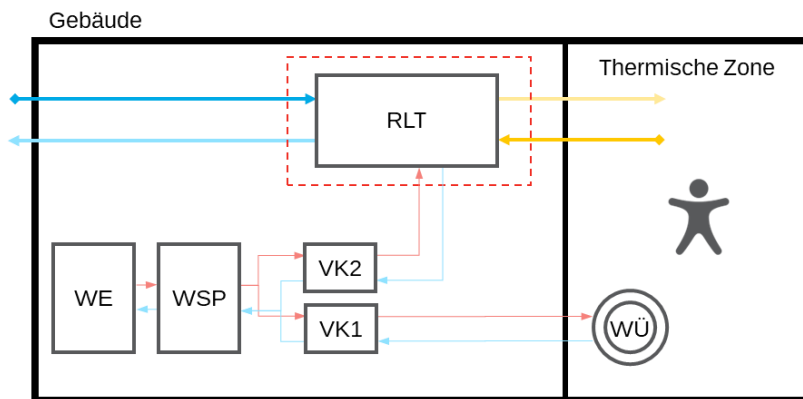 Gebäude
Thermische Zone
RLT
WE
WSP
VK2
VK1
WÜ